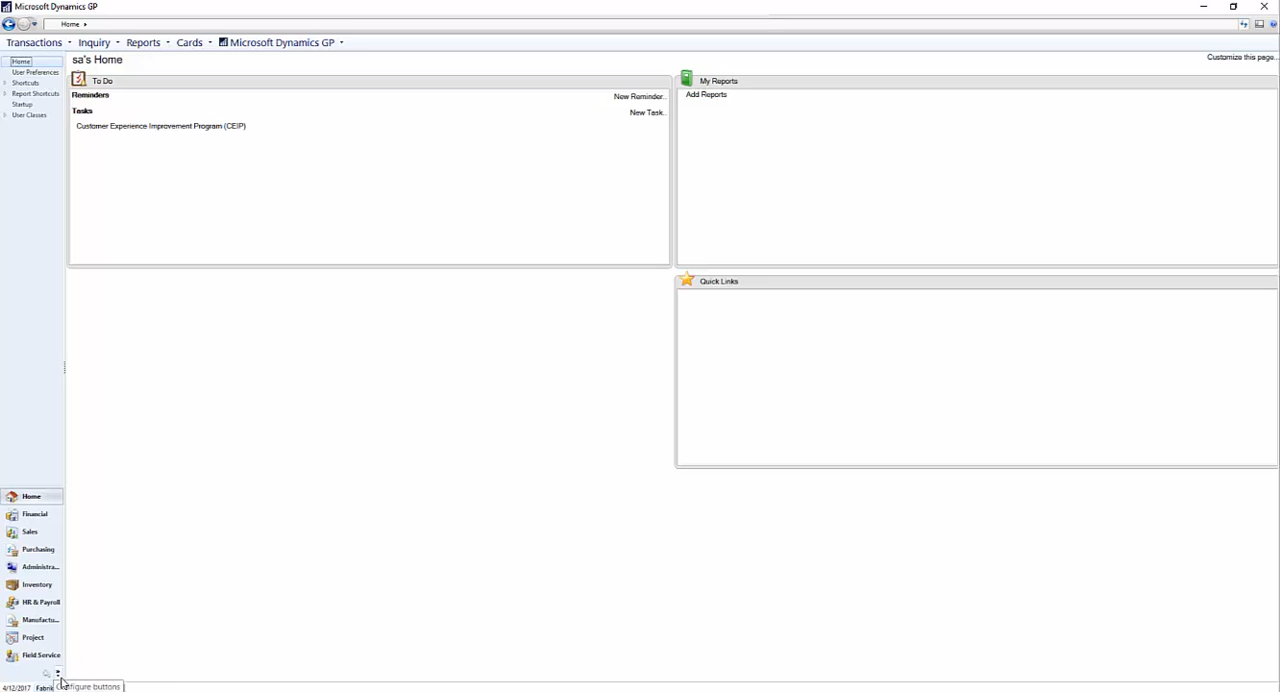 Microsoft Dynamics GP
Home
Transactions Inquiry Reports Cards Microsoft Dynamics GP
sa's Home
Customize this page...
Home
User Preferences
Shortcuts
Report Shortcuts
Startup
User Classes
To Do
Reminders
New Reminder..
Tasks
New Task..
Customer Experience Improvement Program (CEIP)
My Reports
Add Reports
Quick Links
Home
Financial
Sales
Purchasing
Administra...
Inventory
HR & Payroll
Manufactu...
Project
Field Service
4/12/2017 Fabrik
Configure buttons